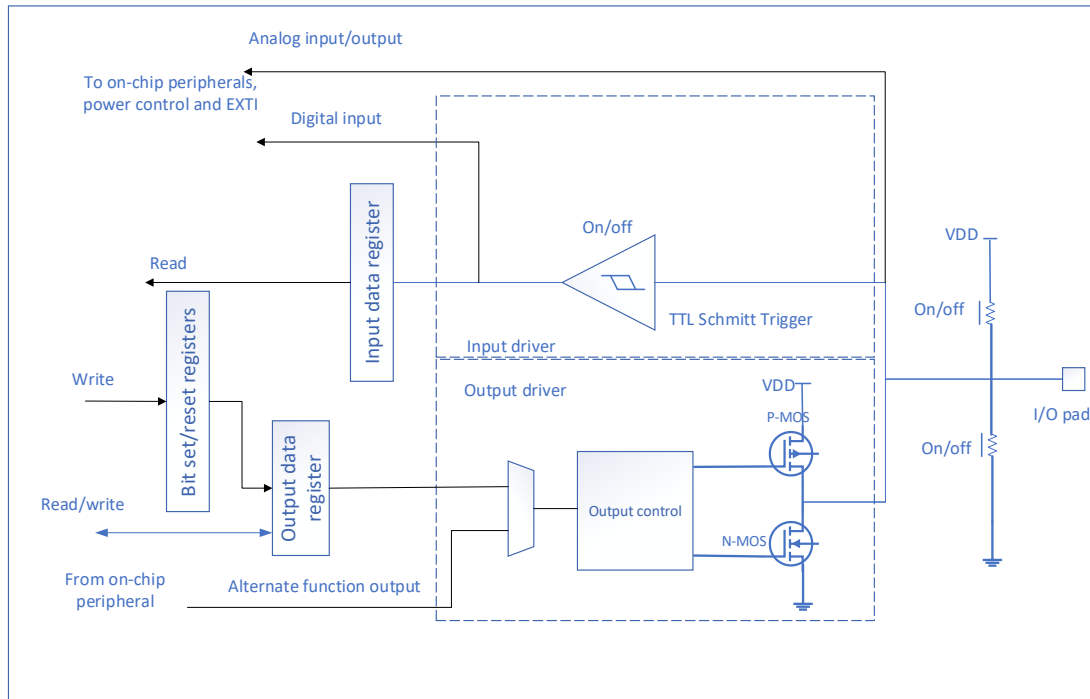 Analog input/output
To on-chip peripherals,
power control and EXTI
Digital input
On/off
Input data register
VDD
Read
On/off
TTL Schmitt Trigger
Input driver
Bit set/reset registers
Write
Output driver
VDD
P-MOS
I/O pad
Output data
register
On/off
Read/write
Output control
N-MOS
From on-chip
peripheral
Alternate function output